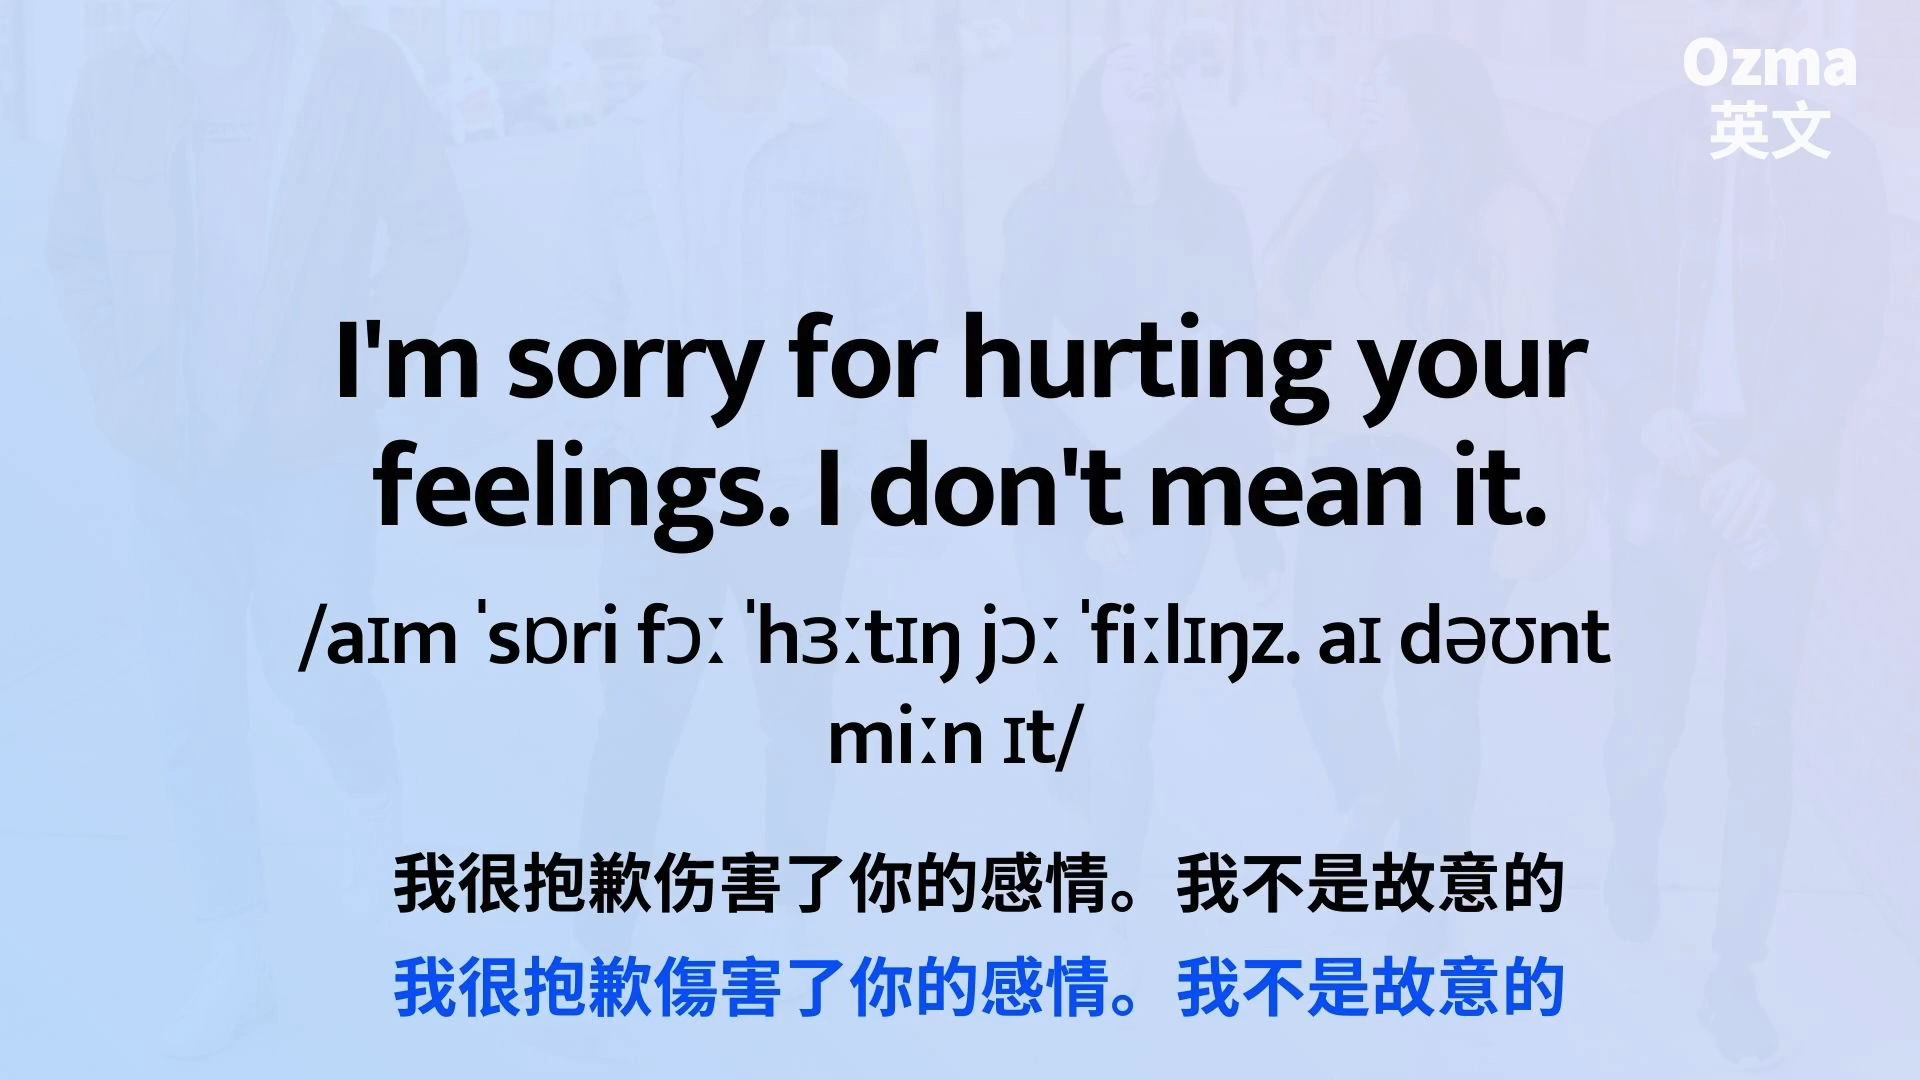 Ozma
英文
I'm sorry for hurting your
feelings. I don't mean it.
/aɪm ˈsɒri fɔː ˈhɜːtɪŋ jɔː ˈfiːlɪŋz. aɪ dəʊnt
miːn ɪt/
我很抱歉伤害了你的感情。我不是故意的
我很抱歉傷害了你的感情。我不是故意的